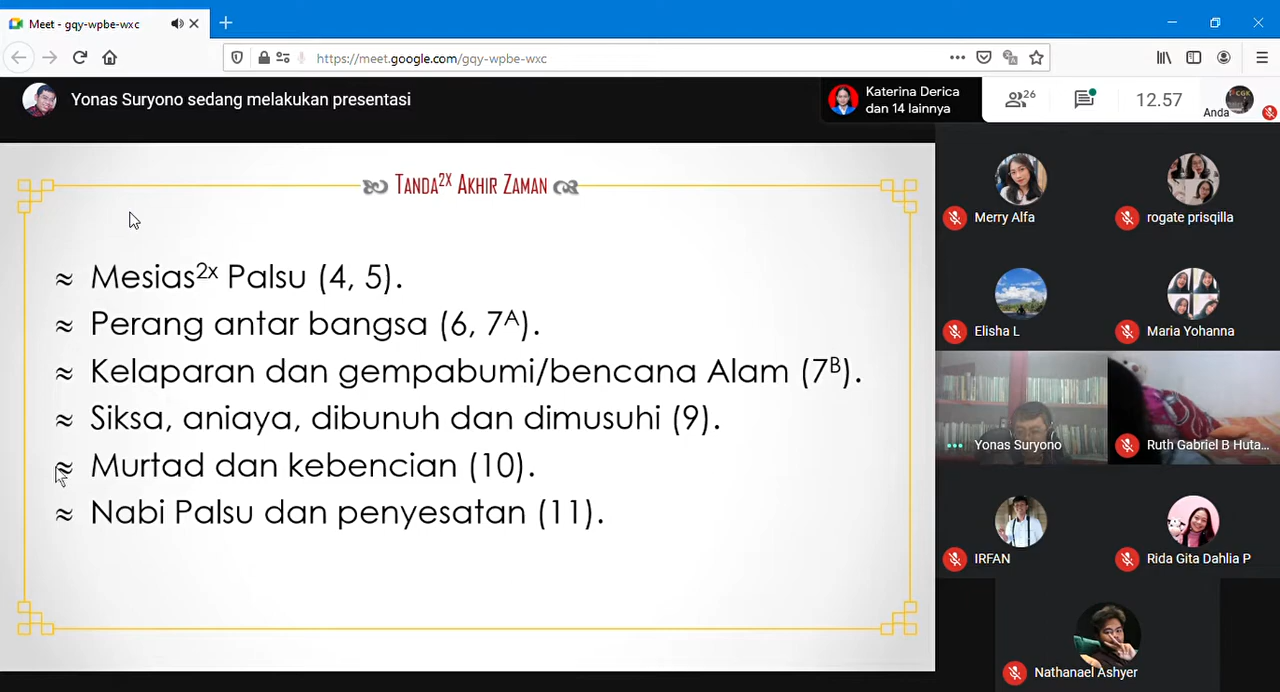 Meet - gqy-wpbe-wxc
https://meet.google.com/gqy-wpbe-wxc
Yonas Suryono sedang melakukan presentasi
Katerina Derica
dan 14 lainnya
26
12.57
Anda
TANDA2X AKHIR ZAMAN
≈ Mesias2x Palsu (4, 5).
≈ Perang antar bangsa (6, 7A).
≈ Kelaparan dan gempabumi/bencana Alam (7B).
≈ Siksa, aniaya, dibunuh dan dimusuhi (9).
≈ Murtad dan kebencian (10).
≈ Nabi Palsu dan penyesatan (11).
Merry Alfa
rogate prisqilla
Elisha L
Maria Yohanna
Yonas Suryono
Ruth Gabriel B Huta...
IRFAN
Rida Gita Dahlia P
Nathanael Ashyer